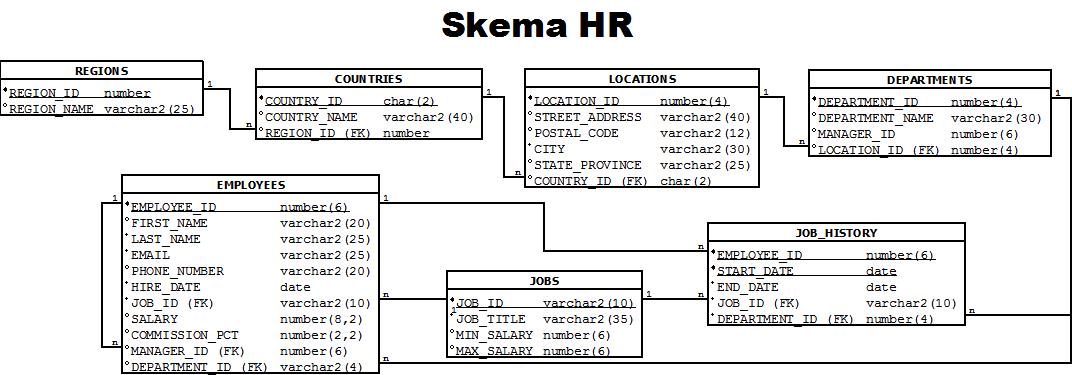 Skema HR
REGIONS
REGION_ID number
REGION_NAME varchar2(25)
1
n
COUNTRIES
COUNTRY_ID char(2)
COUNTRY_NAME varchar2(40)
REGION_ID (FK) number
1
n
LOCATIONS
LOCATION_ID number(4)
STREET_ADDRESS varchar2(40)
POSTAL_CODE varchar2(12)
CITY varchar2(30)
STATE_PROVINCE varchar2(25)
COUNTRY_ID (FK) char(2)
1
n
DEPARTMENTS
DEPARTMENT_ID number(4)
DEPARTMENT_NAME varchar2(30)
MANAGER_ID number(6)
LOCATION_ID (FK) number(4)
1
EMPLOYEES
1
1
EMPLOYEE_ID number(6)
FIRST_NAME varchar2(20)
LAST_NAME varchar2(25)
EMAIL varchar2(25)
PHONE_NUMBER varchar2(20)
HIRE_DATE date
JOB_ID (FK) varchar2(10)
SALARY number(8,2)
COMMISSION_PCT number(2,2)
MANAGER_ID (FK) number(6)
DEPARTMENT_ID (FK) varchar2(4)
n
n
n
JOBS
JOB_ID varchar2(10)
1
JOB_TITLE varchar2(35)
MIN_SALARY number(6)
MAX_SALARY number(6)
1
n
n
JOB_HISTORY
EMPLOYEE_ID number(6)
START_DATE date
END_DATE date
JOB_ID (FK) varchar2(10)
DEPARTMENT_ID (FK) number(4)
n